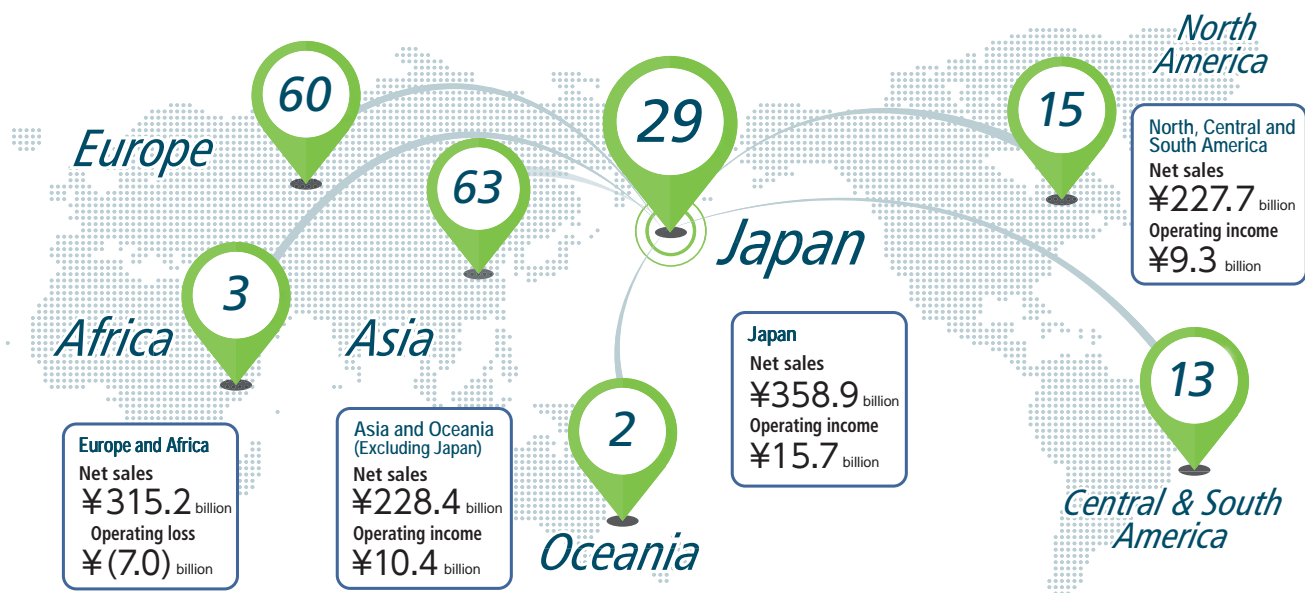 North
America
60
29
15
North, Central and
South America
Net sales
¥227.7 billion
Operating income
¥9.3 billion
Europe
63
Japan
3
Africa
Asia
Japan
Net sales
¥358.9 billion
Operating income
¥15.7 billion
13
Central & South
America
2
Oceania
Europe and Africa
Net sales
¥315.2 billion
Operating loss
¥(7.0) billion
Asia and Oceania
(Excluding Japan)
Net sales
¥228.4 billion
Operating income
¥10.4 billion